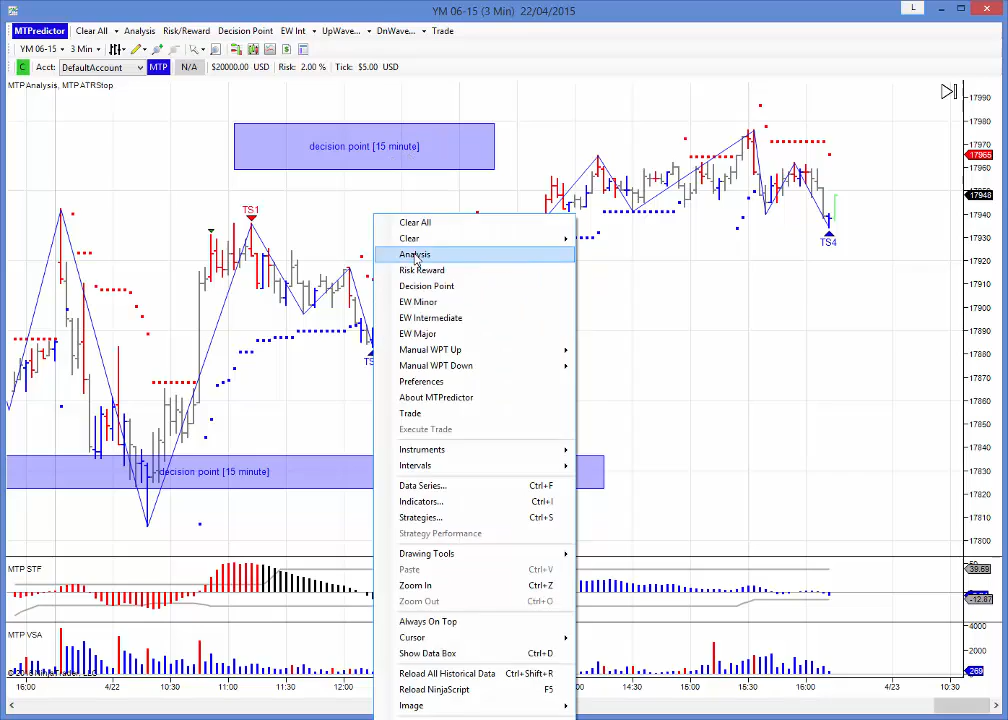 YM 06-15 (3 Min)  22/04/2015
L
MTPredictor Clear All Analysis Risk/Reward Decision Point EW Int UpWave... DnWave... Trade
YM 06-15 3 Min
C Acct: DefaultAccount MTP N/A $20000.00 USD Risk: 2.00 % Tick: $5.00 USD
MTP Analysis, MTP ATRStop
decision point [15 minute]
TS1
TS4
decision point [15 minute]
Clear All
Clear
Analysis
Risk Reward
Decision Point
EW Minor
EW Intermediate
EW Major
Manual WPT Up
Manual WPT Down
Preferences
About MTPredictor
Trade
Execute Trade
Instruments
Intervals
Data Series... Ctrl+F
Indicators... Ctrl+I
Strategies... Ctrl+S
Strategy Performance
Drawing Tools
Paste Ctrl+V
Zoom In Ctrl+Z
Zoom Out Ctrl+O
Always On Top
Cursor
Show Data Box Ctrl+D
Reload All Historical Data Ctrl+Shift+R
Reload NinjaScript F5
Image
17990
17980
17970
17965
17960
17948
17940
17930
17920
17910
17900
17890
17880
17870
17860
17850
17840
17830
17820
17810
17800
MTP STF
39.69
-12.87
MTP VSA
4000
2000
269
16:00 4/22 10:30 11:00 11:30 12:00 14:30 15:00 15:30 16:00 4/23 10:30